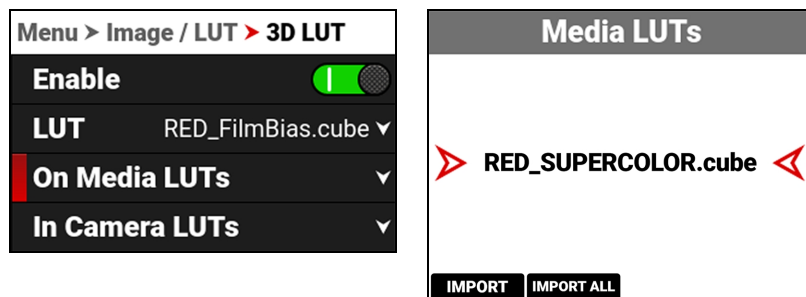 Menu > Image / LUT > 3D LUT
Enable
LUT RED_FilmBias.cube
On Media LUTs
In Camera LUTs
Media LUTs
RED_SUPERCOLOR.cube
IMPORT IMPORT ALL